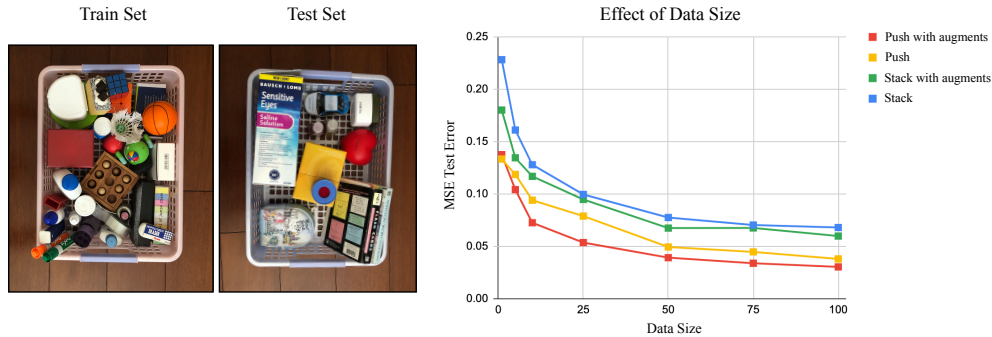 Train Set
Test Set
BAUSCH + LOMB
Sensitive
Eyes
Saline
Solution
Effect of Data Size
MSE Test Error
0.25
0.20
0.15
0.10
0.05
0.00
0
25
50
75
100
Data Size
Push with augments
Push
Stack with augments
Stack